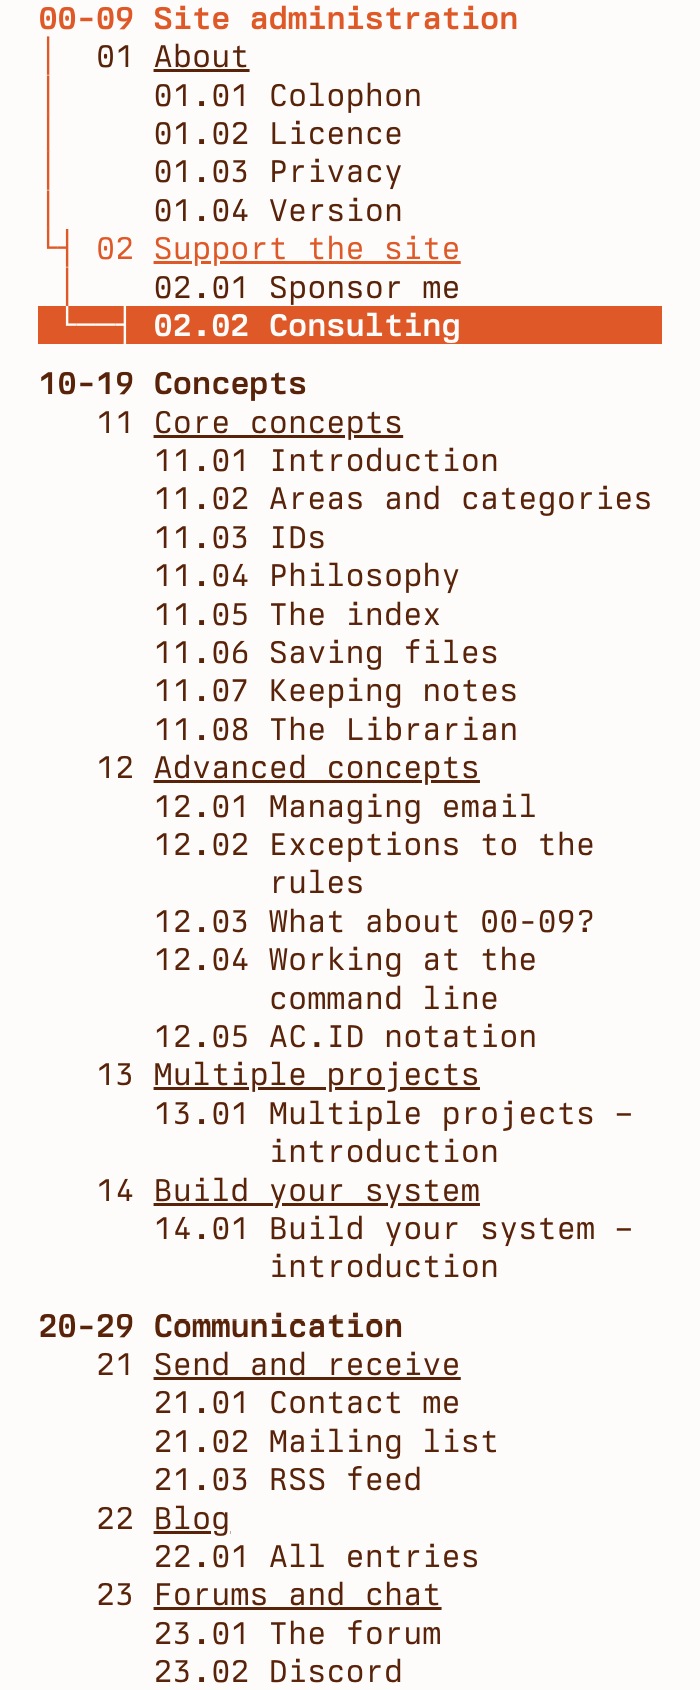 00-09 Site administration
01 About
01.01 Colophon
01.02 Licence
01.03 Privacy
01.04 Version
02 Support the site
02.01 Sponsor me
02.02 Consulting
10-19 Concepts
11 Core concepts
11.01 Introduction
11.02 Areas and categories
11.03 IDs
11.04 Philosophy
11.05 The index
11.06 Saving files
11.07 Keeping notes
11.08 The Librarian
12 Advanced concepts
12.01 Managing email
12.02 Exceptions to the
rules
12.03 What about 00-09?
12.04 Working at the
command line
12.05 AC.ID notation
13 Multiple projects
13.01 Multiple projects –
introduction
14 Build your system
14.01 Build your system –
introduction
20-29 Communication
21 Send and receive
21.01 Contact me
21.02 Mailing list
21.03 RSS feed
22 Blog
22.01 All entries
23 Forums and chat
23.01 The forum
23.02 Discord